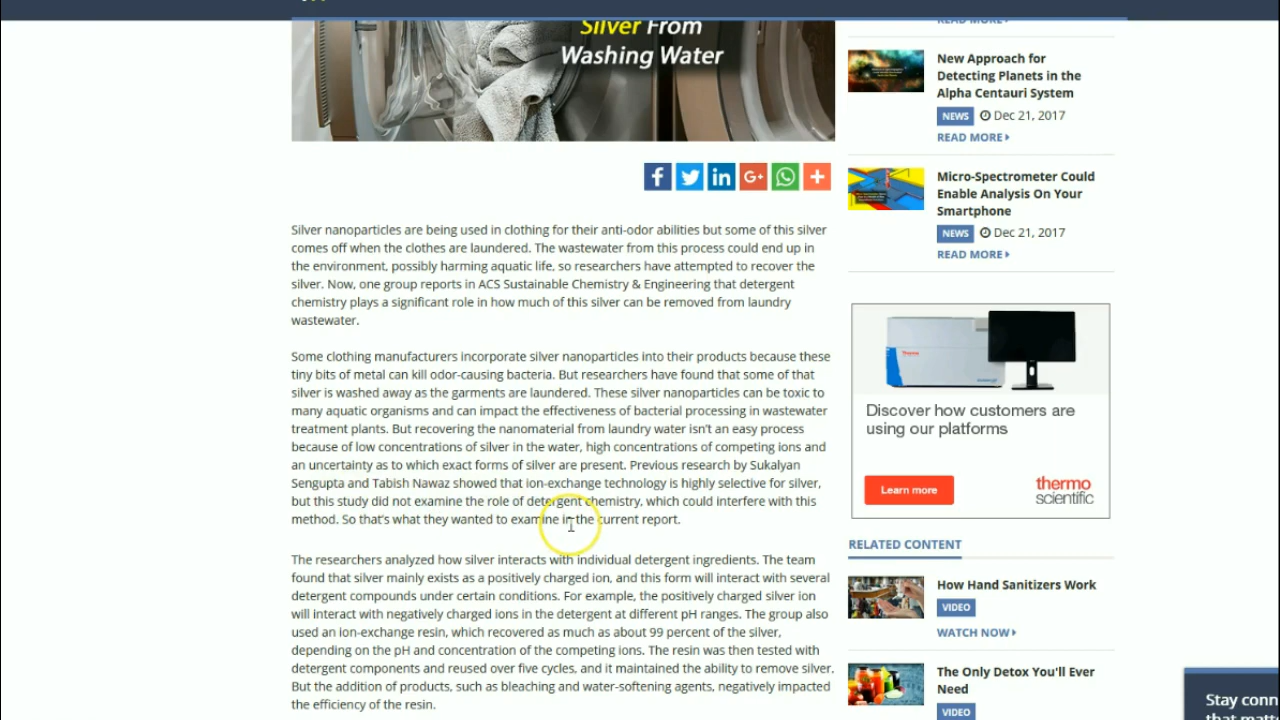 Silver From
Washing Water
Silver nanoparticles are being used in clothing for their anti-odor abilities but some of this silver
comes off when the clothes are laundered. The wastewater from this process could end up in
the environment, possibly harming aquatic life, so researchers have attempted to recover the
silver. Now, one group reports in ACS Sustainable Chemistry & Engineering that detergent
chemistry plays a significant role in how much of this silver can be removed from laundry
wastewater.
Some clothing manufacturers incorporate silver nanoparticles into their products because these
tiny bits of metal can kill odor-causing bacteria. But researchers have found that some of that
silver is washed away as the garments are laundered. These silver nanoparticles can be toxic to
many aquatic organisms and can impact the effectiveness of bacterial processing in wastewater
treatment plants. But recovering the nanomaterial from laundry water isn't an easy process
because of low concentrations of silver in the water, high concentrations of competing ions and
an uncertainty as to which exact forms of silver are present. Previous research by Sukalyan
Sengupta and Tabish Nawaz showed that ion-exchange technology is highly selective for silver,
but this study did not examine the role of detergent chemistry, which could interfere with this
method. So that's what they wanted to examine in the current report.
The researchers analyzed how silver interacts with individual detergent ingredients. The team
found that silver mainly exists as a positively charged ion, and this form will interact with several
detergent compounds under certain conditions. For example, the positively charged silver ion
will interact with negatively charged ions in the detergent at different pH ranges. The group also
used an ion-exchange resin, which recovered as much as about 99 percent of the silver,
depending on the pH and concentration of the competing ions. The resin was then tested with
detergent components and reused over five cycles, and it maintained the ability to remove silver.
But the addition of products, such as bleaching and water-softening agents, negatively impacted
the efficiency of the resin.
READ MORE
New Approach for
Detecting Planets in the
Alpha Centauri System
NEWS Dec 21, 2017
READ MORE
Micro-Spectrometer Could
Enable Analysis On Your
Smartphone
NEWS Dec 21, 2017
READ MORE
Discover how customers are
using our platforms
Learn more
thermo
scientific
RELATED CONTENT
How Hand Sanitizers Work
VIDEO
WATCH NOW
The Only Detox You'll Ever
Need
VIDEO
Stay conn
that matt